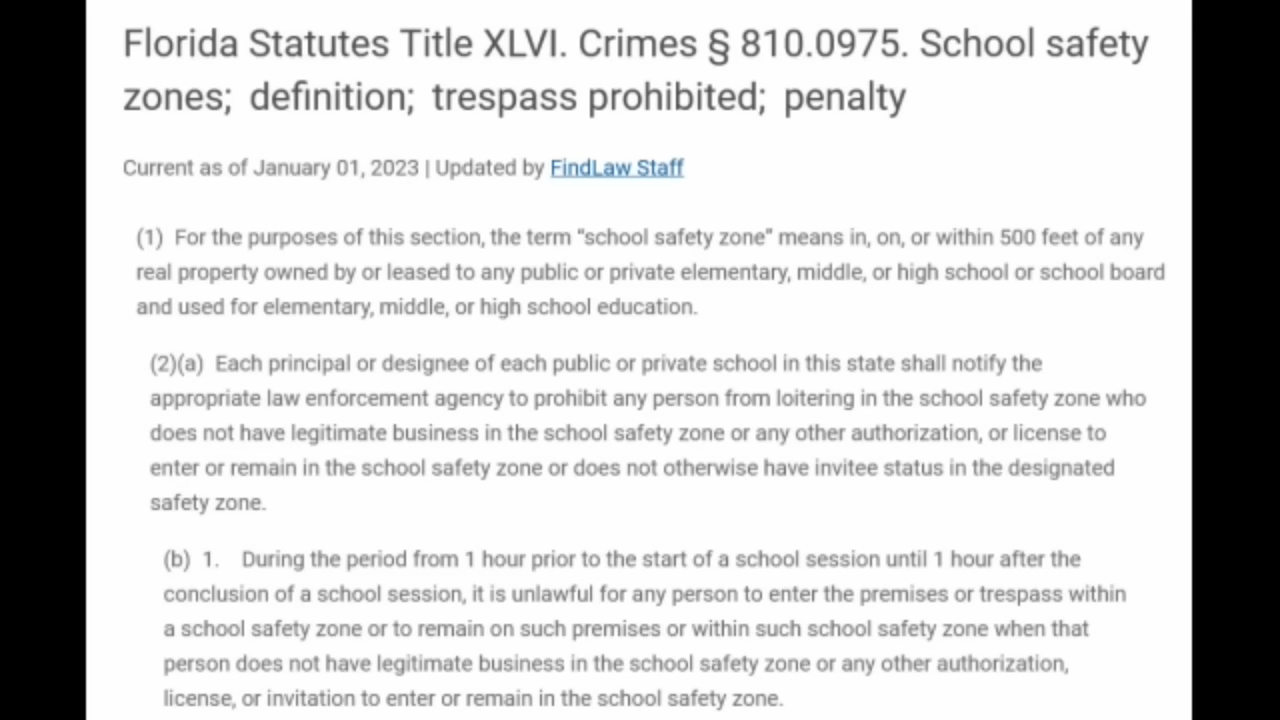 Florida Statutes Title XLVI. Crimes § 810.0975. School safety
zones; definition; trespass prohibited; penalty
Current as of January 01, 2023 | Updated by FindLaw Staff
(1) For the purposes of this section, the term “school safety zone” means in, on, or within 500 feet of any
real property owned by or leased to any public or private elementary, middle, or high school or school board
and used for elementary, middle, or high school education.
(2)(a) Each principal or designee of each public or private school in this state shall notify the
appropriate law enforcement agency to prohibit any person from loitering in the school safety zone who
does not have legitimate business in the school safety zone or any other authorization, or license to
enter or remain in the school safety zone or does not otherwise have invitee status in the designated
safety zone.
(b) 1. During the period from 1 hour prior to the start of a school session until 1 hour after the
conclusion of a school session, it is unlawful for any person to enter the premises or trespass within
a school safety zone or to remain on such premises or within such school safety zone when that
person does not have legitimate business in the school safety zone or any other authorization,
license, or invitation to enter or remain in the school safety zone.